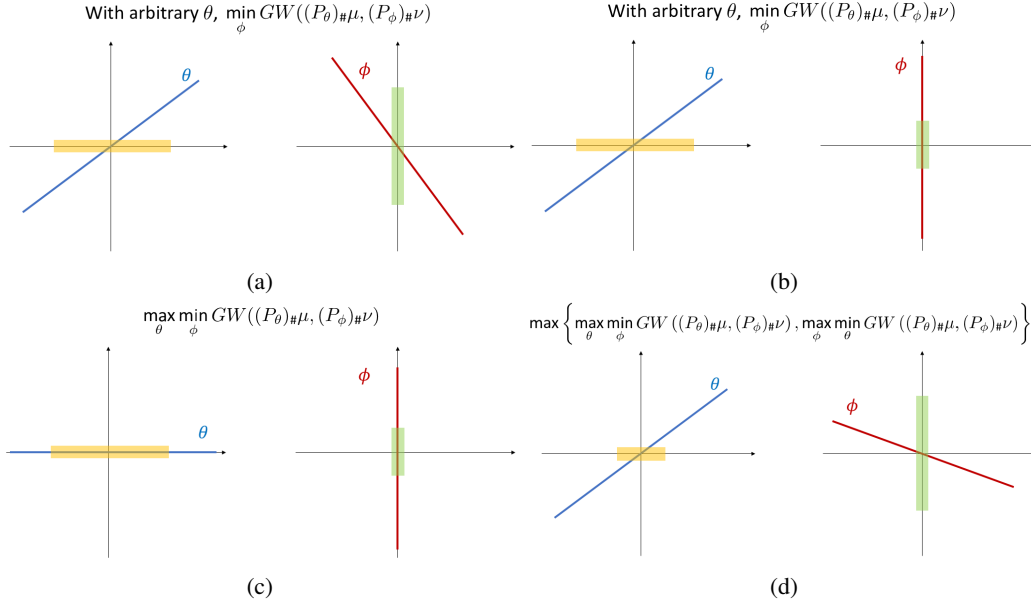 With arbitrary θ, min_ϕ GW((P_θ)_#μ, (P_ϕ)_#ν)
θ
ϕ
(a)
With arbitrary θ, min_ϕ GW((P_θ)_#μ, (P_ϕ)_#ν)
θ
ϕ
(b)
max_θ min_ϕ GW((P_θ)_#μ, (P_ϕ)_#ν)
θ
ϕ
(c)
max { max_θ min_ϕ GW ((P_θ)_#μ, (P_ϕ)_#ν) , max_ϕ min_θ GW ((P_θ)_#μ, (P_ϕ)_#ν) }
θ
ϕ
(d)